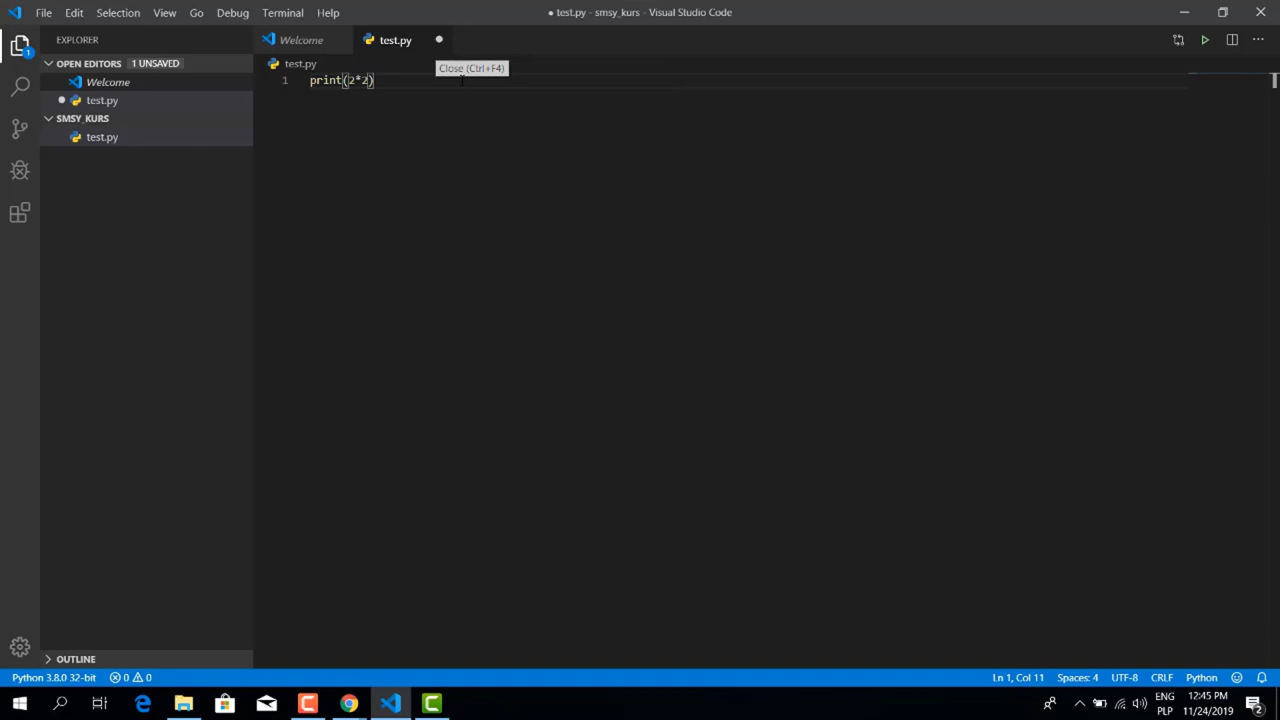 File Edit Selection View Go Debug Terminal Help
● test.py - smsy_kurs - Visual Studio Code
EXPLORER
OPEN EDITORS 1 UNSAVED
Welcome
test.py
SMSY_KURS
test.py
OUTLINE
Welcome
test.py
test.py
Close (Ctrl+F4)
1 print(2*2)
Python 3.8.0 32-bit 0 0
Ln 1, Col 11 Spaces: 4 UTF-8 CRLF Python
1
ENG
PLP
12:45 PM
11/24/2019
2